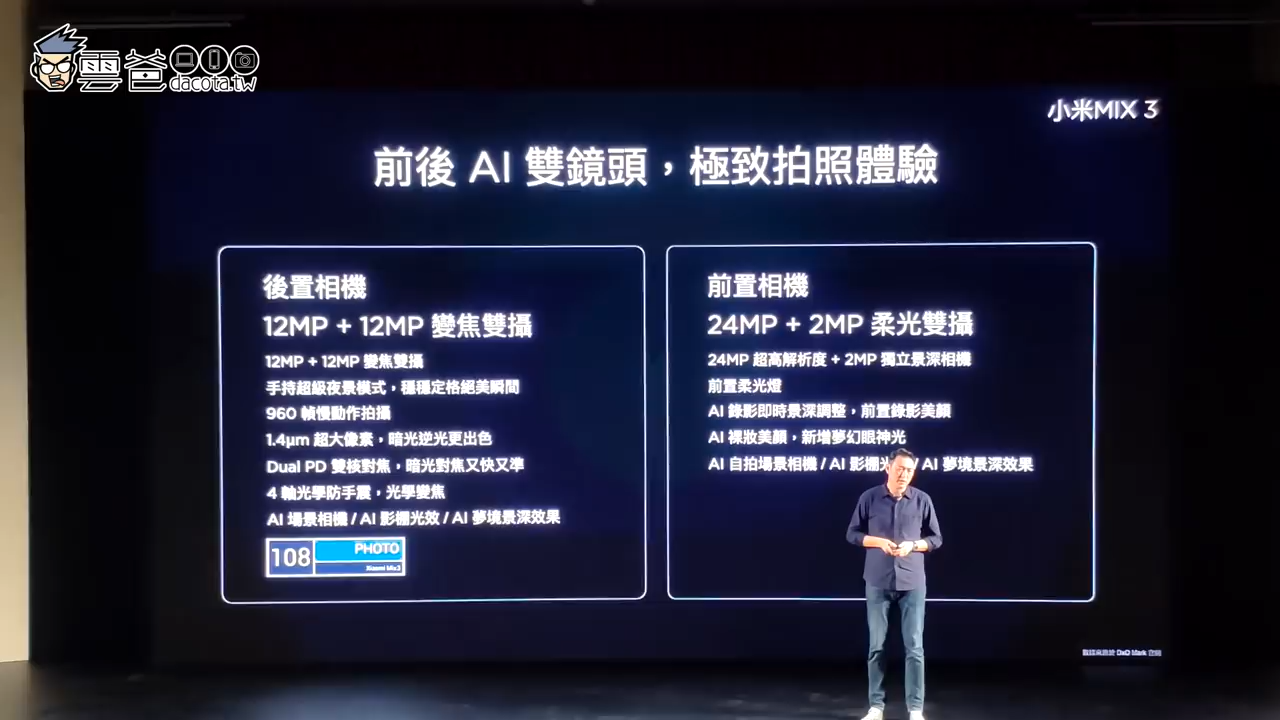 雲爸
dacota.tw
小米MIX 3
前後 AI 雙鏡頭，極致拍照體驗
後置相機
12MP + 12MP 變焦雙攝
12MP + 12MP 變焦雙攝
手持超級夜景模式，穩穩定格絕美瞬間
960 幀慢動作拍攝
1.4μm 超大像素，暗光逆光更出色
Dual PD 雙核對焦，暗光對焦又快又準
4 軸光學防手震，光學變焦
AI 場景相機 / AI 影棚光效 / AI 夢境景深效果
108 PHOTO
Xiaomi Mix3
前置相機
24MP + 2MP 柔光雙攝
24MP 超高解析度 + 2MP 獨立景深相機
前置柔光燈
AI 錄影即時景深調整，前置錄影美顏
AI 裸妝美顏，新增夢幻眼神光
AI 自拍場景相機 / AI 影棚光 / AI 夢境景深效果